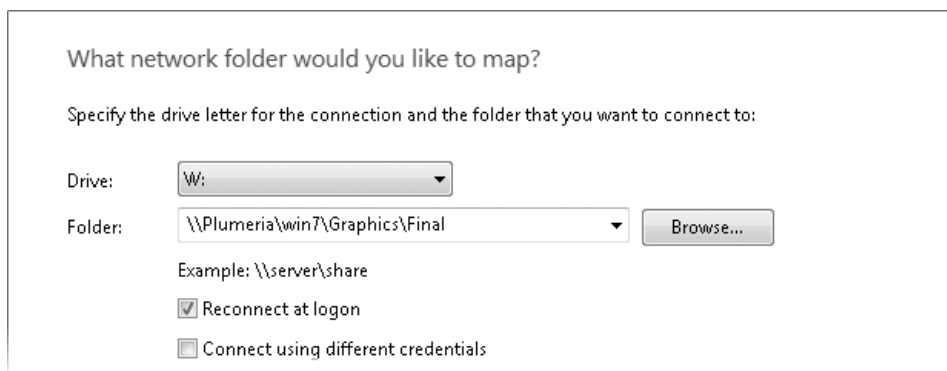 What network folder would you like to map?
Specify the drive letter for the connection and the folder that you want to connect to:
Drive: W:
Folder: \\Plumeria\win7\Graphics\Final Browse...
Example: \\server\share
Reconnect at logon
Connect using different credentials